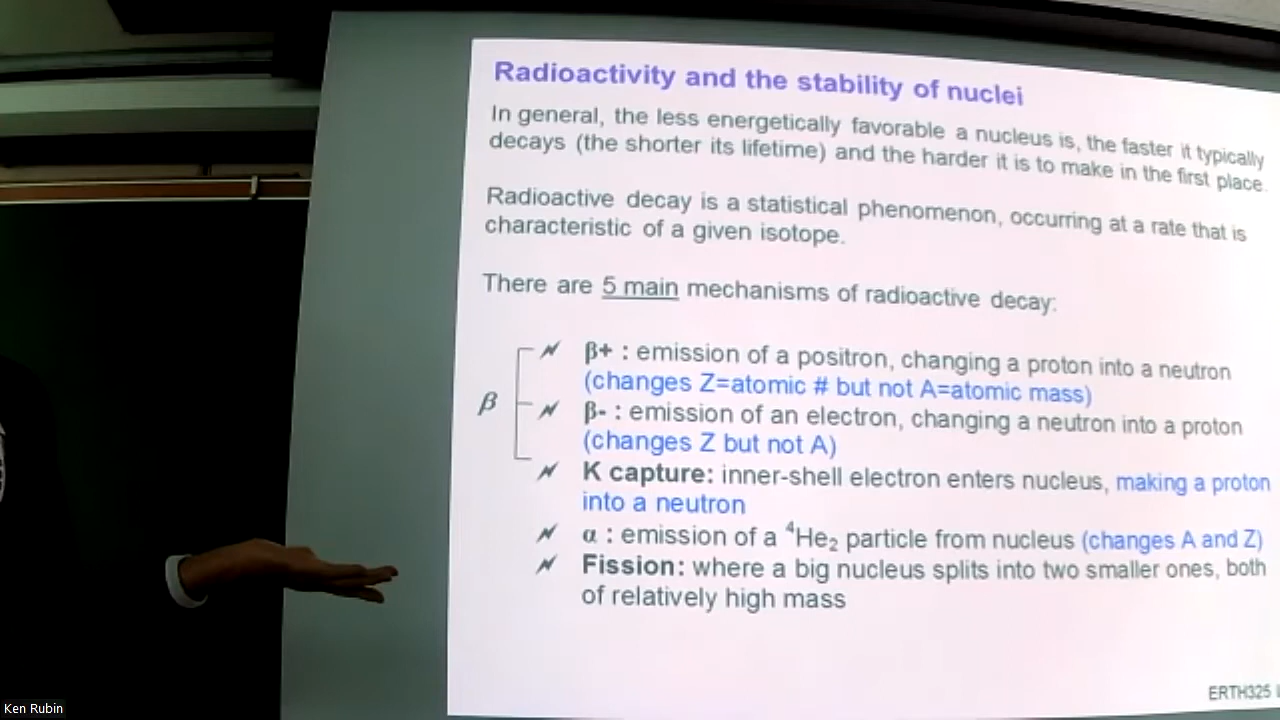 Radioactivity and the stability of nuclei
In general, the less energetically favorable a nucleus is, the faster it typically
decays (the shorter its lifetime) and the harder it is to make in the first place.
Radioactive decay is a statistical phenomenon, occurring at a rate that is
characteristic of a given isotope.
There are 5 main mechanisms of radioactive decay:
β+ : emission of a positron, changing a proton into a neutron
(changes Z=atomic # but not A=atomic mass)
β
β- : emission of an electron, changing a neutron into a proton
(changes Z but not A)
K capture: inner-shell electron enters nucleus, making a proton
into a neutron
α : emission of a ⁴He₂ particle from nucleus (changes A and Z)
Fission: where a big nucleus splits into two smaller ones, both
of relatively high mass
ERTH325
Ken Rubin